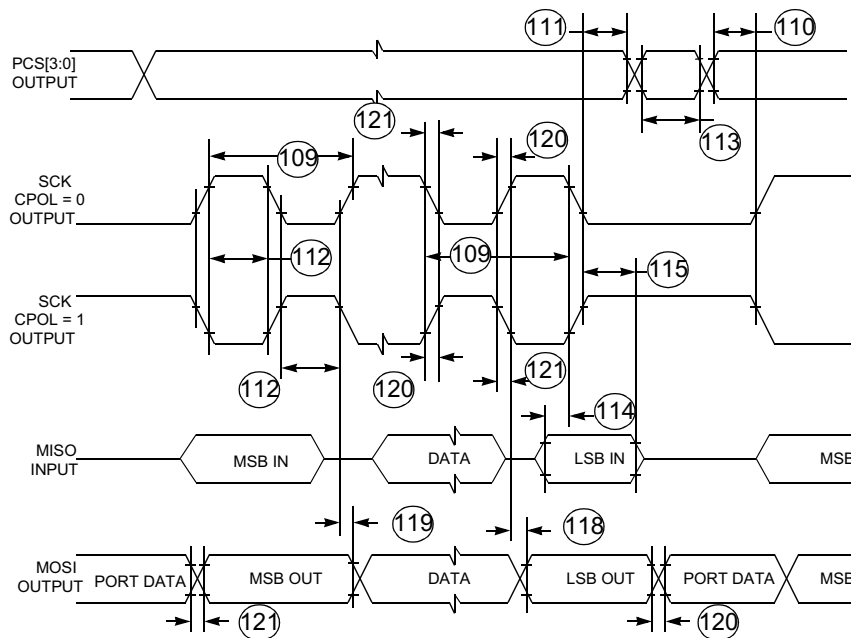 111
110
PCS[3:0]
OUTPUT
121
120
113
109
SCK
CPOL = 0
OUTPUT
112
109
115
SCK
CPOL = 1
OUTPUT
112
120
121
114
MISO
INPUT
MSB IN
DATA
LSB IN
MSB
119
118
MOSI
OUTPUT
PORT DATA
MSB OUT
DATA
LSB OUT
PORT DATA
MSB
121
120